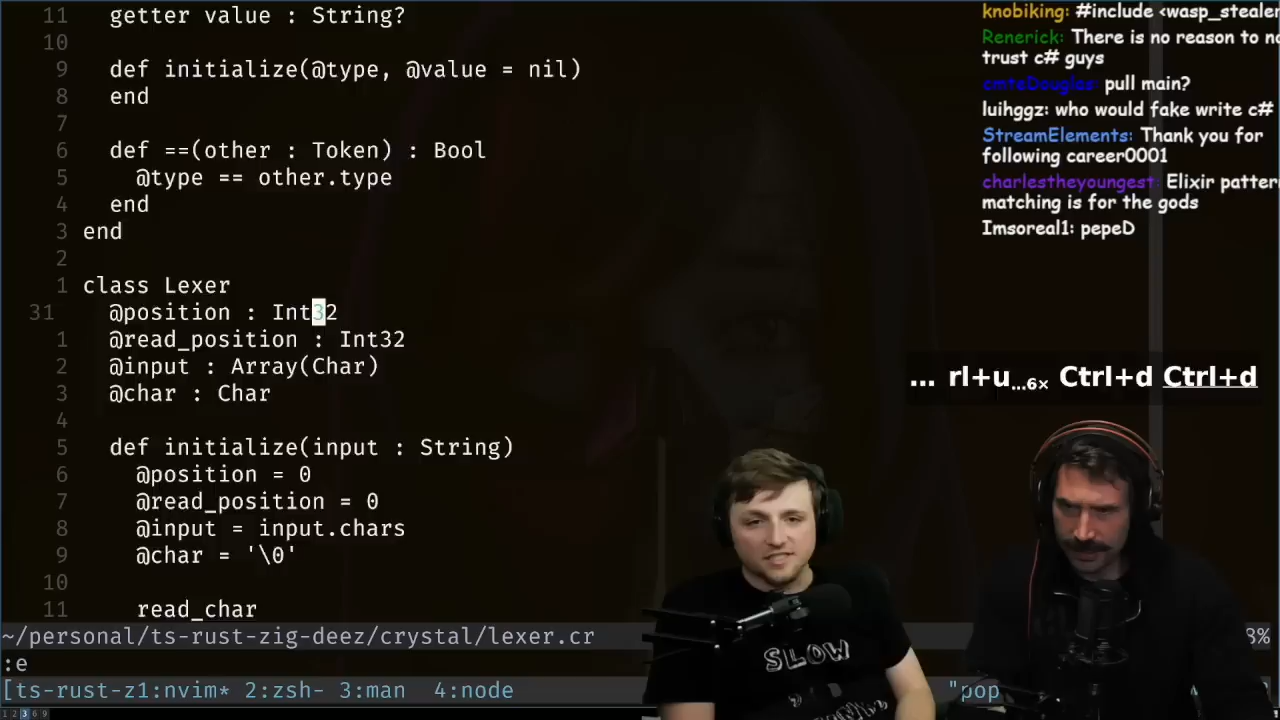 11 getter value : String?
10
9 def initialize(@type, @value = nil)
8 end
7
6 def ==(other : Token) : Bool
5 @type == other.type
4 end
3 end
2
1 class Lexer
31 @position : Int32
1 @read_position : Int32
2 @input : Array(Char)
3 @char : Char
4
5 def initialize(input : String)
6 @position = 0
7 @read_position = 0
8 @input = input.chars
9 @char = '\0'
10
11 read_char
~/personal/ts-rust-zig-deez/crystal/lexer.cr
3%
:e
[ts-rust-z1:nvim* 2:zsh- 3:man 4:node
"pop
1 2 3 6 9
knobiking: #include <wasp_stealer
Renerick: There is no reason to no
trust c# guys
cmteDouglas: pull main?
luihggz: who would fake write c#
StreamElements: Thank you for
following career0001
charlestheyoungest: Elixir pattern
matching is for the gods
Imsoreal1: pepeD
... rl+u...6× Ctrl+d Ctrl+d
SLOW